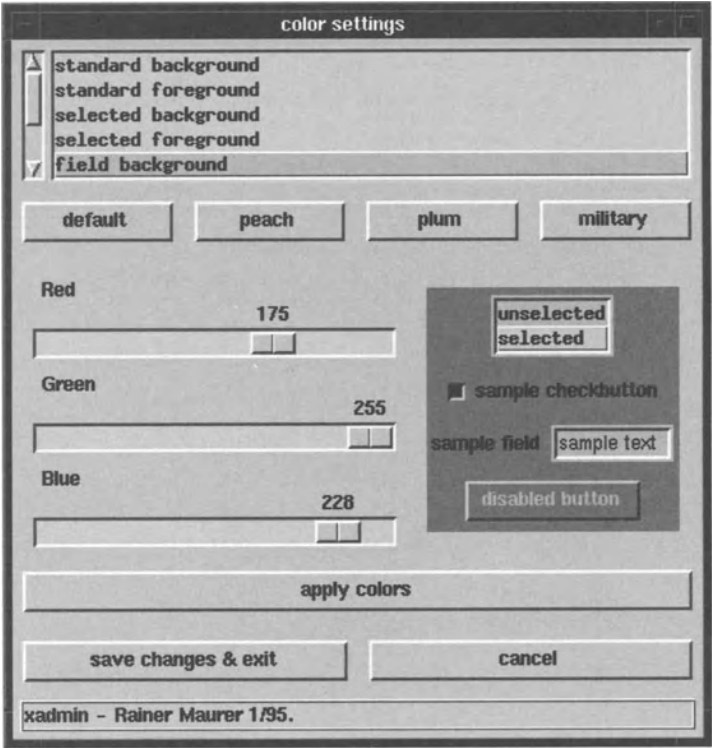 color settings
standard background
standard foreground
selected background
selected foreground
field background
default peach plum military
Red
175
Green
255
Blue
228
unselected
selected
sample checkbutton
sample field sample text
disabled button
apply colors
save changes & exit cancel
xadmin - Rainer Maurer 1/95.